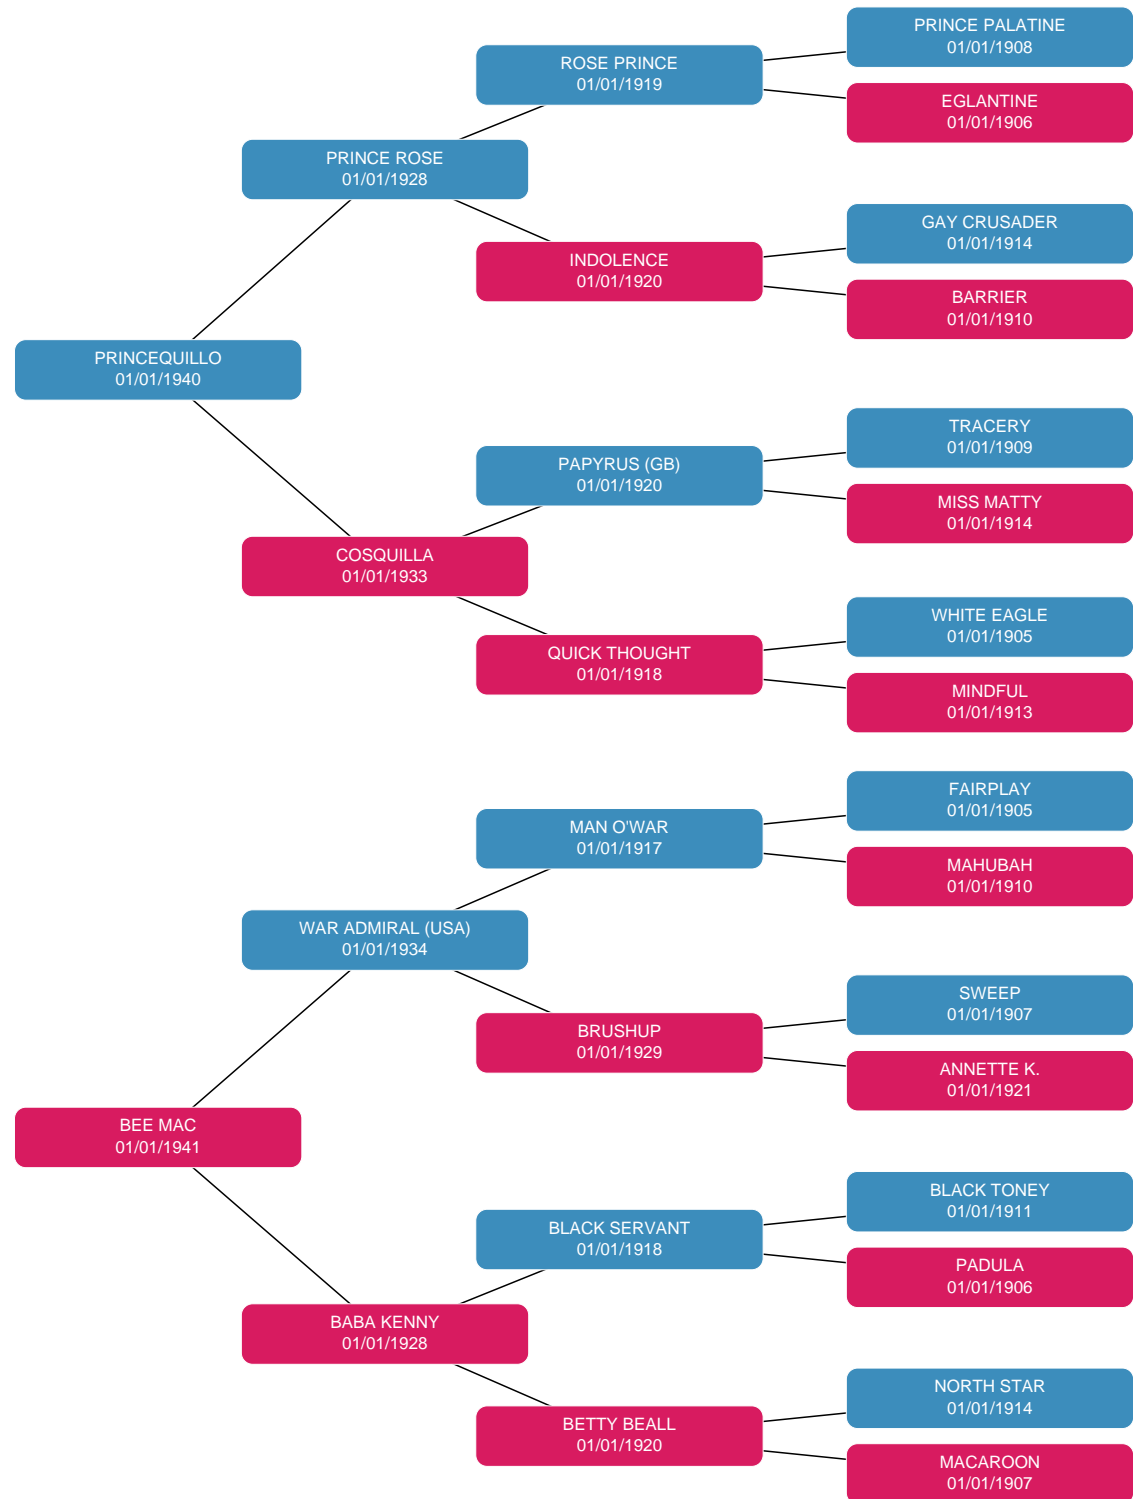 PRINCE PALATINE
01/01/1908
ROSE PRINCE
01/01/1919
EGLANTINE
01/01/1906
PRINCE ROSE
01/01/1928
GAY CRUSADER
01/01/1914
INDOLENCE
01/01/1920
BARRIER
01/01/1910
PRINCEQUILLO
01/01/1940
TRACERY
01/01/1909
PAPYRUS (GB)
01/01/1920
MISS MATTY
01/01/1914
COSQUILLA
01/01/1933
WHITE EAGLE
01/01/1905
QUICK THOUGHT
01/01/1918
MINDFUL
01/01/1913
FAIRPLAY
01/01/1905
MAN O'WAR
01/01/1917
MAHUBAH
01/01/1910
WAR ADMIRAL (USA)
01/01/1934
SWEEP
01/01/1907
BRUSHUP
01/01/1929
ANNETTE K.
01/01/1921
BEE MAC
01/01/1941
BLACK TONEY
01/01/1911
BLACK SERVANT
01/01/1918
PADULA
01/01/1906
BABA KENNY
01/01/1928
NORTH STAR
01/01/1914
BETTY BEALL
01/01/1920
MACAROON
01/01/1907